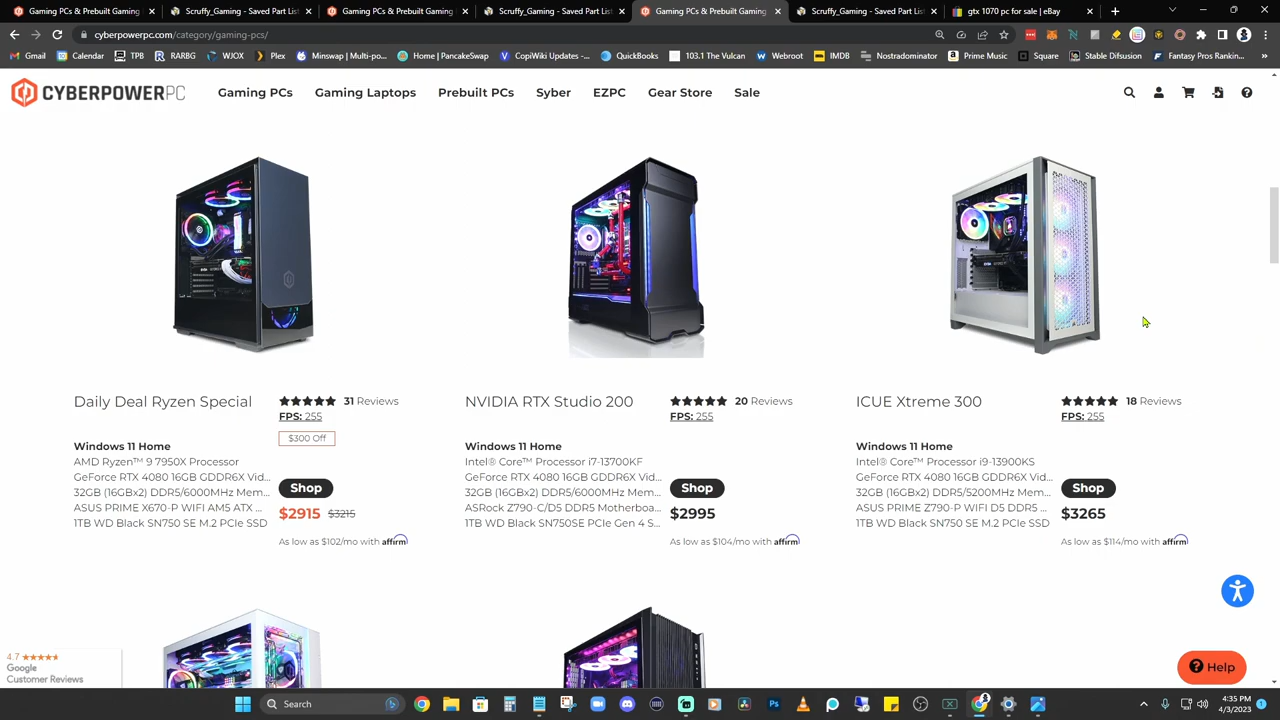 Gaming PCs & Prebuilt Gaming
Scruffy_Gaming - Saved Part Lis
Gaming PCs & Prebuilt Gaming
Scruffy_Gaming - Saved Part Lis
Gaming PCs & Prebuilt Gaming
Scruffy_Gaming - Saved Part Lis
gtx 1070 pc for sale | eBay
cyberpowerpc.com/category/gaming-pcs/
Gmail
Calendar
TPB
RARBG
WJOX
Plex
Minswap | Multi-po
Home | PancakeSwap
CopiWiki Updates -
QuickBooks
103.1 The Vulcan
Webroot
IMDB
Nostradominator
Prime Music
Square
Stable Difusion
Fantasy Pros Rankin
CYBERPOWERPC
Gaming PCs
Gaming Laptops
Prebuilt PCs
Syber
EZPC
Gear Store
Sale
Daily Deal Ryzen Special
31 Reviews
FPS: 255
$300 Off
Windows 11 Home
AMD Ryzen™ 9 7950X Processor
GeForce RTX 4080 16GB GDDR6X Vid...
32GB (16GBx2) DDR5/6000MHz Mem...
ASUS PRIME X670-P WIFI AM5 ATX ...
1TB WD Black SN750 SE M.2 PCIe SSD
Shop
$2915 $3215
As low as $102/mo with affirm
NVIDIA RTX Studio 200
20 Reviews
FPS: 255
Windows 11 Home
Intel® Core™ Processor i7-13700KF
GeForce RTX 4080 16GB GDDR6X Vid...
32GB (16GBx2) DDR5/6000MHz Mem...
ASRock Z790-C/D5 DDR5 Motherboa...
1TB WD Black SN750SE PCIe Gen 4 S...
Shop
$2995
As low as $104/mo with affirm
ICUE Xtreme 300
18 Reviews
FPS: 255
Windows 11 Home
Intel® Core™ Processor i9-13900KS
GeForce RTX 4080 16GB GDDR6X Vid...
32GB (16GBx2) DDR5/5200MHz Mem...
ASUS PRIME Z790-P WIFI D5 DDR5 ...
1TB WD Black SN750 SE M.2 PCIe SSD
Shop
$3265
As low as $114/mo with affirm
4.7
Google
Customer Reviews
Help
Search
4:35 PM
4/3/2023